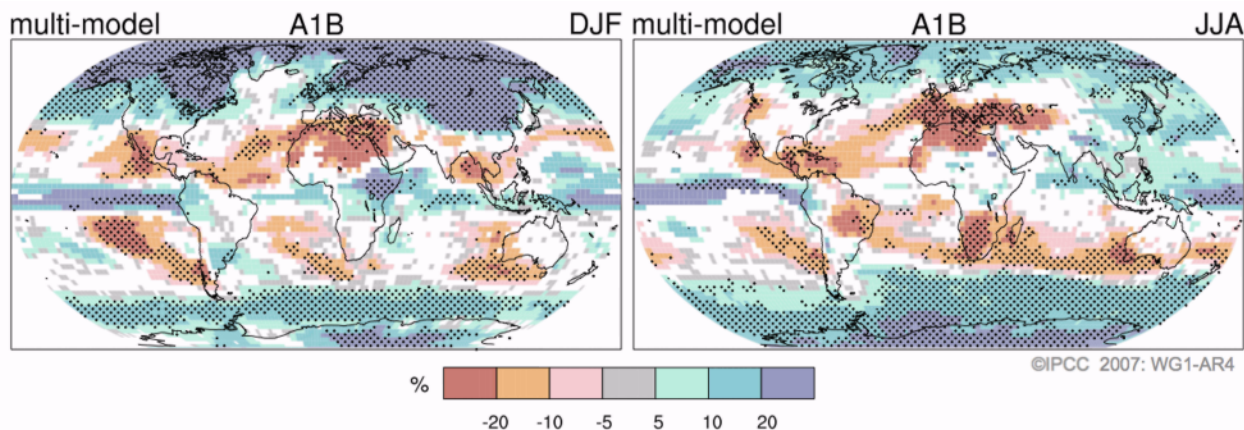 multi-model A1B DJF
multi-model A1B JJA
©IPCC 2007: WG1-AR4
%
-20 -10 -5 5 10 20